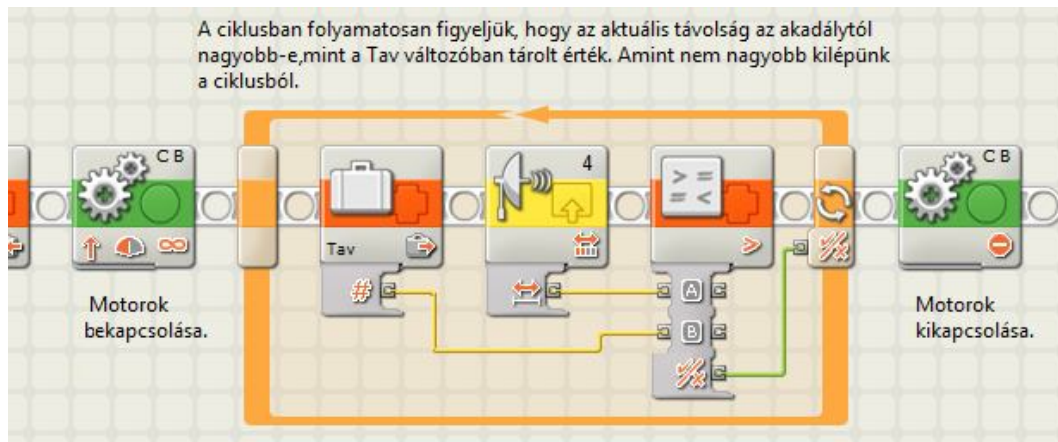 A ciklusban folyamatosan figyeljük, hogy az aktuális távolság az akadálytól
nagyobb-e,mint a Tav változóban tárolt érték. Amint nem nagyobb kilépünk
a ciklusból.
C B
4
> =
= <
C B
Tav
>
#
A
B
Motorok
bekapcsolása.
Motorok
kikapcsolása.